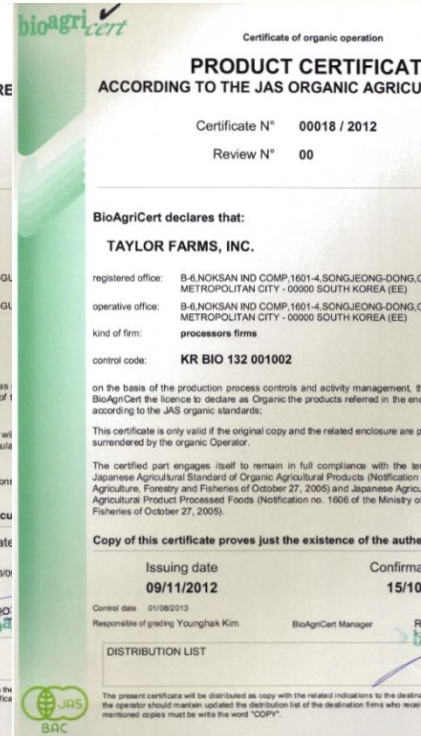 bioagricert
Certificate of organic operation
PRODUCT CERTIFICAT
ACCORDING TO THE JAS ORGANIC AGRICU
Certificate N° 00018 / 2012
Review N° 00
BioAgriCert declares that:
TAYLOR FARMS, INC.
registered office: B-6,NOKSAN IND COMP,1601-4,SONGJEONG-DONG,G
METROPOLITAN CITY - 00000 SOUTH KOREA (EE)
operative office: B-6,NOKSAN IND COMP,1601-4,SONGJEONG-DONG,G
METROPOLITAN CITY - 00000 SOUTH KOREA (EE)
kind of firm: processors firms
control code: KR BIO 132 001002
on the basis of the production process controls and activity management, th
BioAgriCert the licence to declare as Organic the products referred in the enc
according to the JAS organic standards;
This certificate is only valid if the original copy and the related enclosure are p
surrendered by the organic Operator.
The certified part engages itself to remain in full compliance with the te
Japanese Agricultural Standard of Organic Agricultural Products (Notification
Agriculture, Forestry and Fisheries of October 27, 2005) and Japanese Agricu
Agricultural Product Processed Foods (Notification no. 1606 of the Ministry o
Fisheries of October 27, 2005).
Copy of this certificate proves just the existence of the authe
Issuing date Confirma
09/11/2012 15/10
Control date 01/08/2013
Responsible of grading Younghak Kim BioAgriCert Manager R
DISTRIBUTION LIST
The present certificate will be distributed as copy with the related indications to the destina
the operator should mantein updated the distribution list of the destination firms who recei
mentioned copies must be write the word "COPY".
JAS
BAC